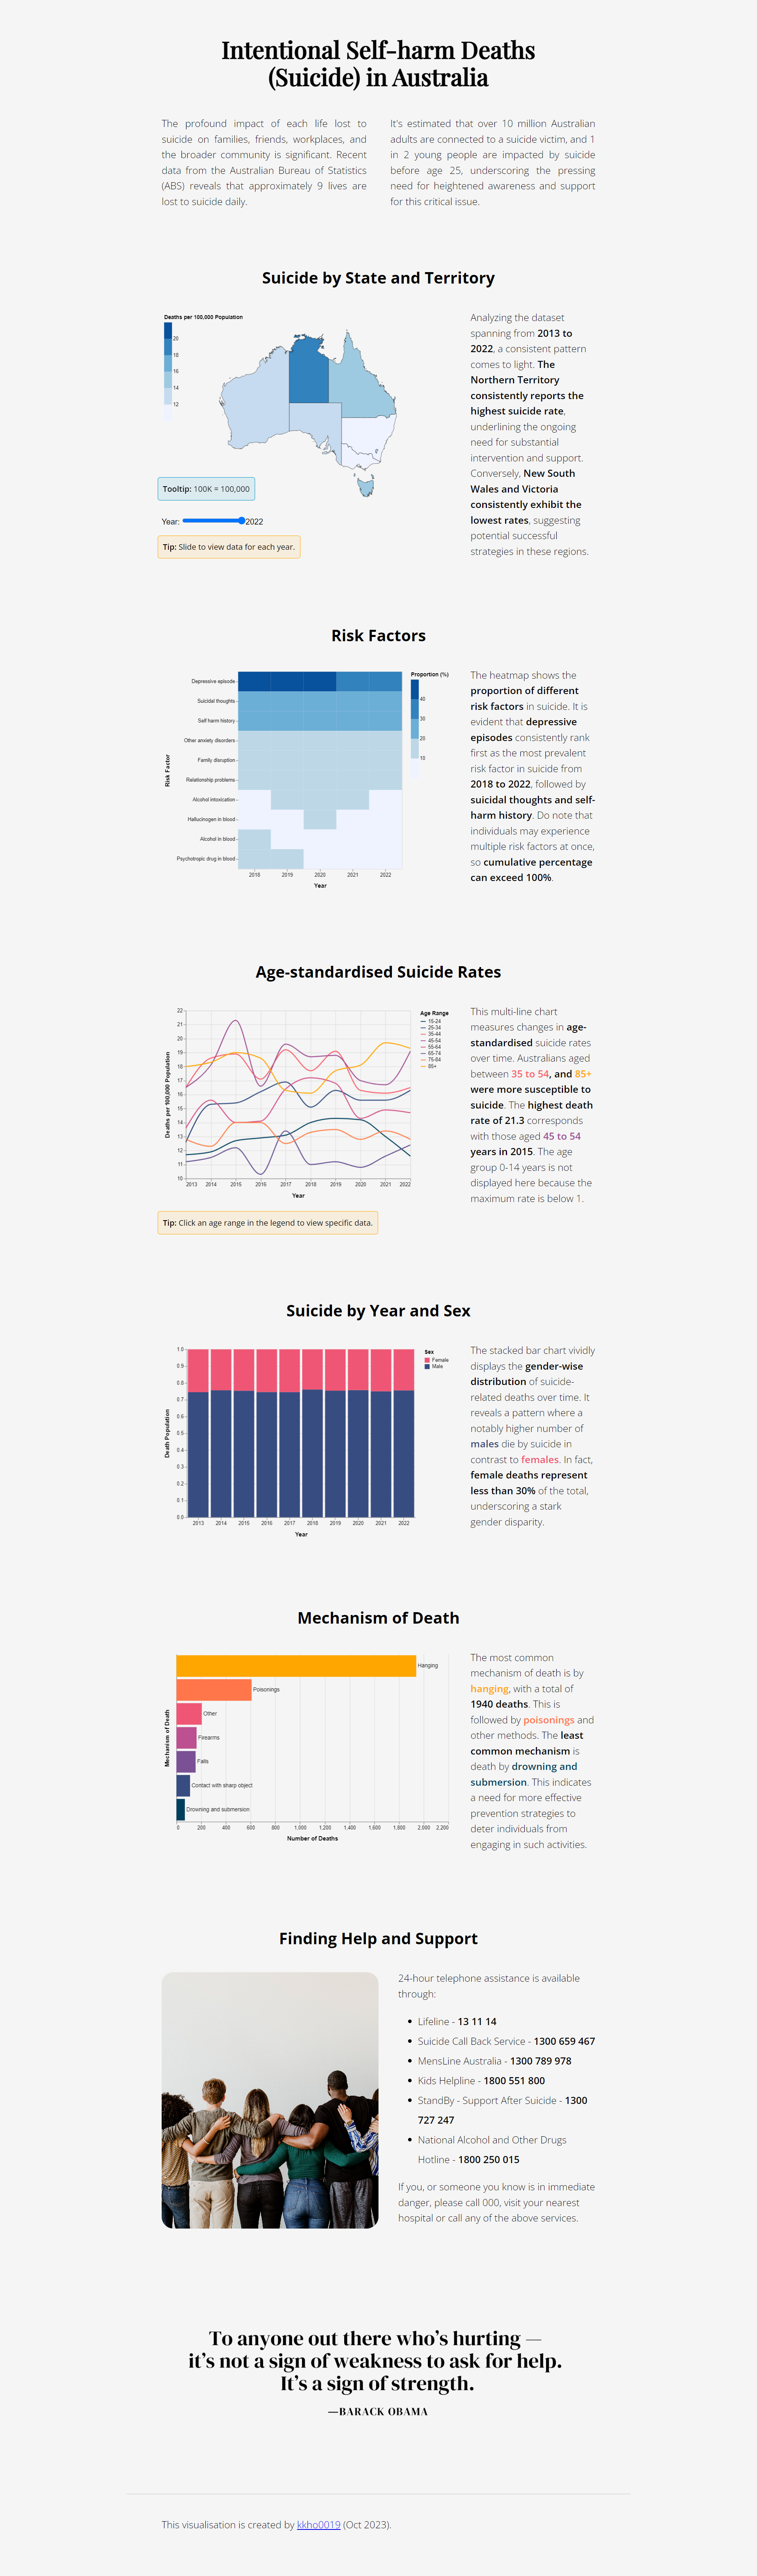 Intentional Self-harm Deaths
(Suicide) in Australia
The profound impact of each life lost to
suicide on families, friends, workplaces, and
the broader community is significant. Recent
data from the Australian Bureau of Statistics
(ABS) reveals that approximately 9 lives are
lost to suicide daily.
It's estimated that over 10 million Australian
adults are connected to a suicide victim, and 1
in 2 young people are impacted by suicide
before age 25, underscoring the pressing
need for heightened awareness and support
for this critical issue.
Suicide by State and Territory
Deaths per 100,000 Population
20
18
16
14
12
Tooltip: 100K = 100,000
Year: 2022
Tip: Slide to view data for each year.
Analyzing the dataset
spanning from 2013 to
2022, a consistent pattern
comes to light. The
Northern Territory
consistently reports the
highest suicide rate,
underlining the ongoing
need for substantial
intervention and support.
Conversely, New South
Wales and Victoria
consistently exhibit the
lowest rates, suggesting
potential successful
strategies in these regions.
Risk Factors
Risk Factor
Depressive episode
Suicidal thoughts
Self harm history
Other anxiety disorders
Family disruption
Relationship problems
Alcohol intoxication
Hallucinogen in blood
Alcohol in blood
Psychotropic drug in blood
2018 2019 2020 2021 2022
Year
Proportion (%)
40
30
20
10
The heatmap shows the
proportion of different
risk factors in suicide. It is
evident that depressive
episodes consistently rank
first as the most prevalent
risk factor in suicide from
2018 to 2022, followed by
suicidal thoughts and self-
harm history. Do note that
individuals may experience
multiple risk factors at once,
so cumulative percentage
can exceed 100%.
Age-standardised Suicide Rates
Deaths per 100,000 Population
22
21
20
19
18
17
16
15
14
13
12
11
10
2013 2014 2015 2016 2017 2018 2019 2020 2021 2022
Year
Age Range
15-24
25-34
35-44
45-54
55-64
65-74
75-84
85+
Tip: Click an age range in the legend to view specific data.
This multi-line chart
measures changes in age-
standardised suicide rates
over time. Australians aged
between 35 to 54, and 85+
were more susceptible to
suicide. The highest death
rate of 21.3 corresponds
with those aged 45 to 54
years in 2015. The age
group 0-14 years is not
displayed here because the
maximum rate is below 1.
Suicide by Year and Sex
Death Population
1.0
0.9
0.8
0.7
0.6
0.5
0.4
0.3
0.2
0.1
0.0
2013 2014 2015 2016 2017 2018 2019 2020 2021 2022
Year
Sex
Female
Male
The stacked bar chart vividly
displays the gender-wise
distribution of suicide-
related deaths over time. It
reveals a pattern where a
notably higher number of
males die by suicide in
contrast to females. In fact,
female deaths represent
less than 30% of the total,
underscoring a stark
gender disparity.
Mechanism of Death
Mechanism of Death
Hanging
Poisonings
Other
Firearms
Falls
Contact with sharp object
Drowning and submersion
0 200 400 600 800 1,000 1,200 1,400 1,600 1,800 2,000 2,200
Number of Deaths
The most common
mechanism of death is by
hanging, with a total of
1940 deaths. This is
followed by poisonings and
other methods. The least
common mechanism is
death by drowning and
submersion. This indicates
a need for more effective
prevention strategies to
deter individuals from
engaging in such activities.
Finding Help and Support
24-hour telephone assistance is available
through:
Lifeline - 13 11 14
Suicide Call Back Service - 1300 659 467
MensLine Australia - 1300 789 978
Kids Helpline - 1800 551 800
StandBy - Support After Suicide - 1300
727 247
National Alcohol and Other Drugs
Hotline - 1800 250 015
If you, or someone you know is in immediate
danger, please call 000, visit your nearest
hospital or call any of the above services.
To anyone out there who's hurting —
it's not a sign of weakness to ask for help.
It's a sign of strength.
—BARACK OBAMA
This visualisation is created by kkho0019 (Oct 2023).